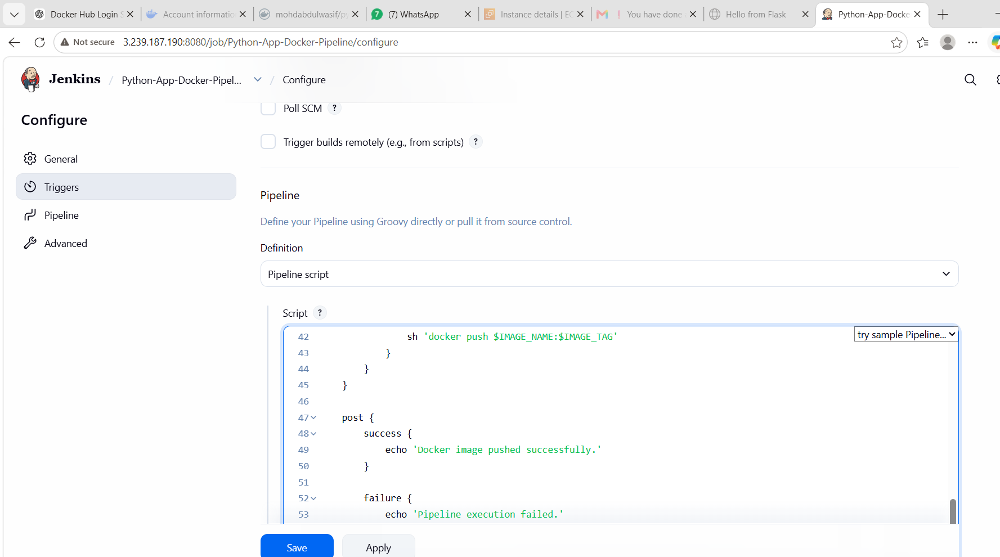 Docker Hub Login S
Account informatio
mohdabdulwasif/py
7 (7) WhatsApp
Instance details | EC
You have done
Hello from Flask
Python-App-Docke
Not secure 3.239.187.190:8080/job/Python-App-Docker-Pipeline/configure
Jenkins / Python-App-Docker-Pipel... / Configure
Configure
General
Triggers
Pipeline
Advanced
Poll SCM ?
Trigger builds remotely (e.g., from scripts) ?
Pipeline
Define your Pipeline using Groovy directly or pull it from source control.
Definition
Pipeline script
Script ?
try sample Pipeline...
42 sh 'docker push $IMAGE_NAME:$IMAGE_TAG'
43 }
44 }
45 }
46
47 post {
48 success {
49 echo 'Docker image pushed successfully.'
50 }
51
52 failure {
53 echo 'Pipeline execution failed.'
Save Apply